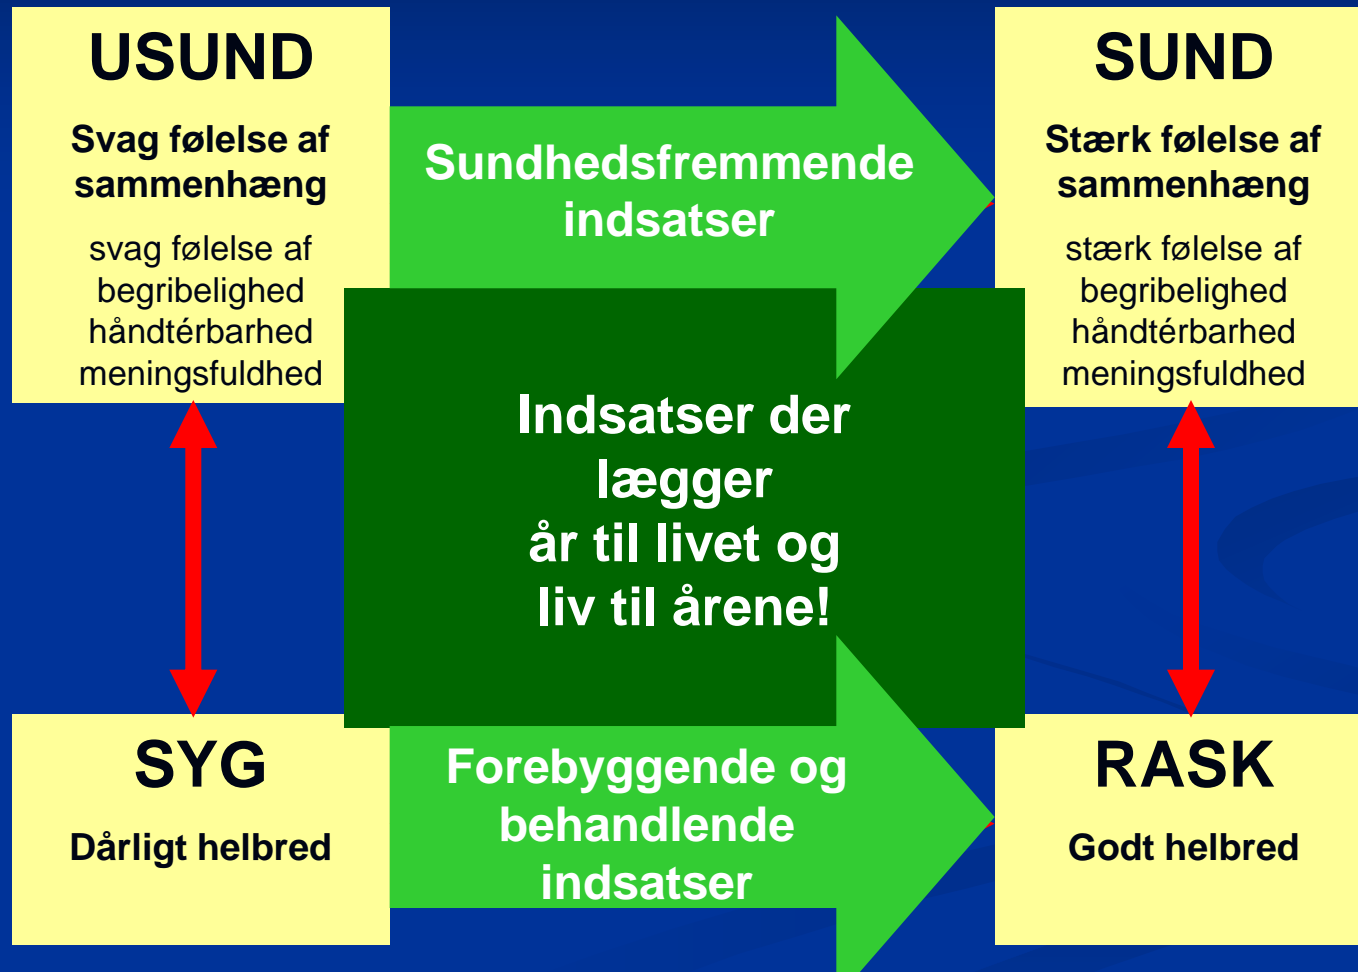 USUND
Svag følelse af
sammenhæng
svag følelse af
begribelighed
håndtérbarhed
meningsfuldhed
Sundhedsfremmende
indsatser
SUND
Stærk følelse af
sammenhæng
stærk følelse af
begribelighed
håndtérbarhed
meningsfuldhed
Indsatser der
lægger
år til livet og
liv til årene!
SYG
Dårligt helbred
Forebyggende og
behandlende
indsatser
RASK
Godt helbred